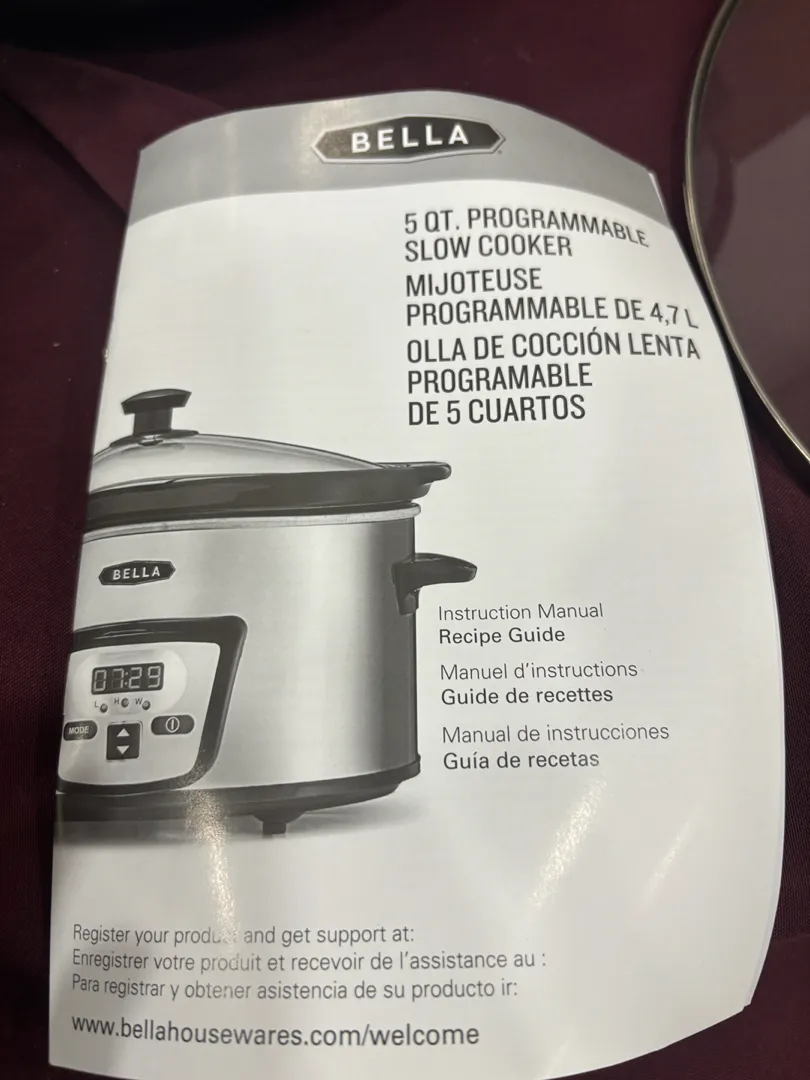 BELLA
5 QT. PROGRAMMABLE
SLOW COOKER
MIJOTEUSE
PROGRAMMABLE DE 4,7 L
OLLA DE COCCIÓN LENTA
PROGRAMABLE
DE 5 CUARTOS
BELLA
07:29
L H W
MODE
Instruction Manual
Recipe Guide
Manuel d'instructions
Guide de recettes
Manual de instrucciones
Guía de recetas
Register your product and get support at:
Enregistrer votre produit et recevoir de l'assistance au :
Para registrar y obtener asistencia de su producto ir:
www.bellahousewares.com/welcome